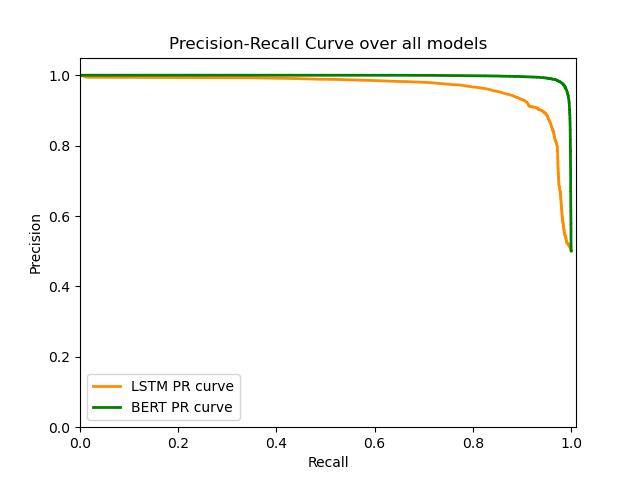 Precision-Recall Curve over all models
1.0
0.8
0.6
0.4
0.2
0.0
Precision
LSTM PR curve
BERT PR curve
0.0 0.2 0.4 0.6 0.8 1.0
Recall